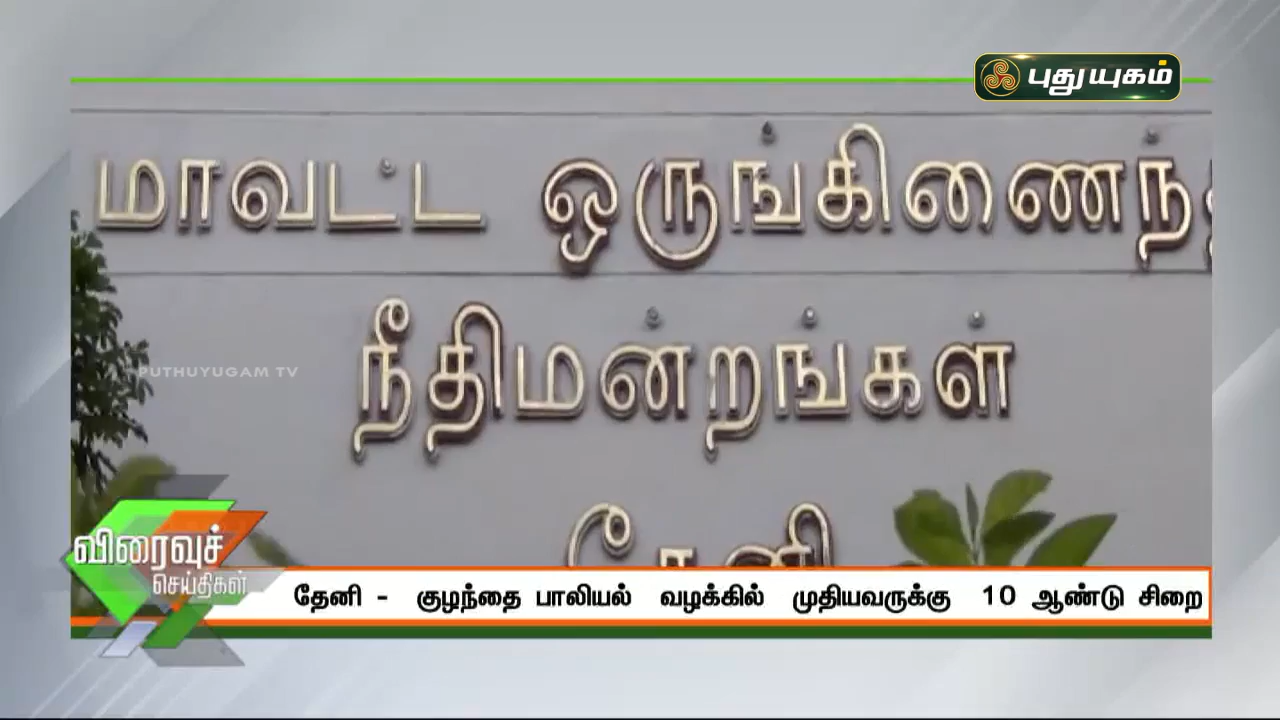 புதுயுகம்
மாவட்ட ஒருங்கிணைந்த
நீதிமன்றங்கள்
PUTHUYUGAM TV
தேனி
விரைவுச்
செய்திகள்
தேனி - குழந்தை பாலியல் வழக்கில் முதியவருக்கு 10 ஆண்டு சிறை